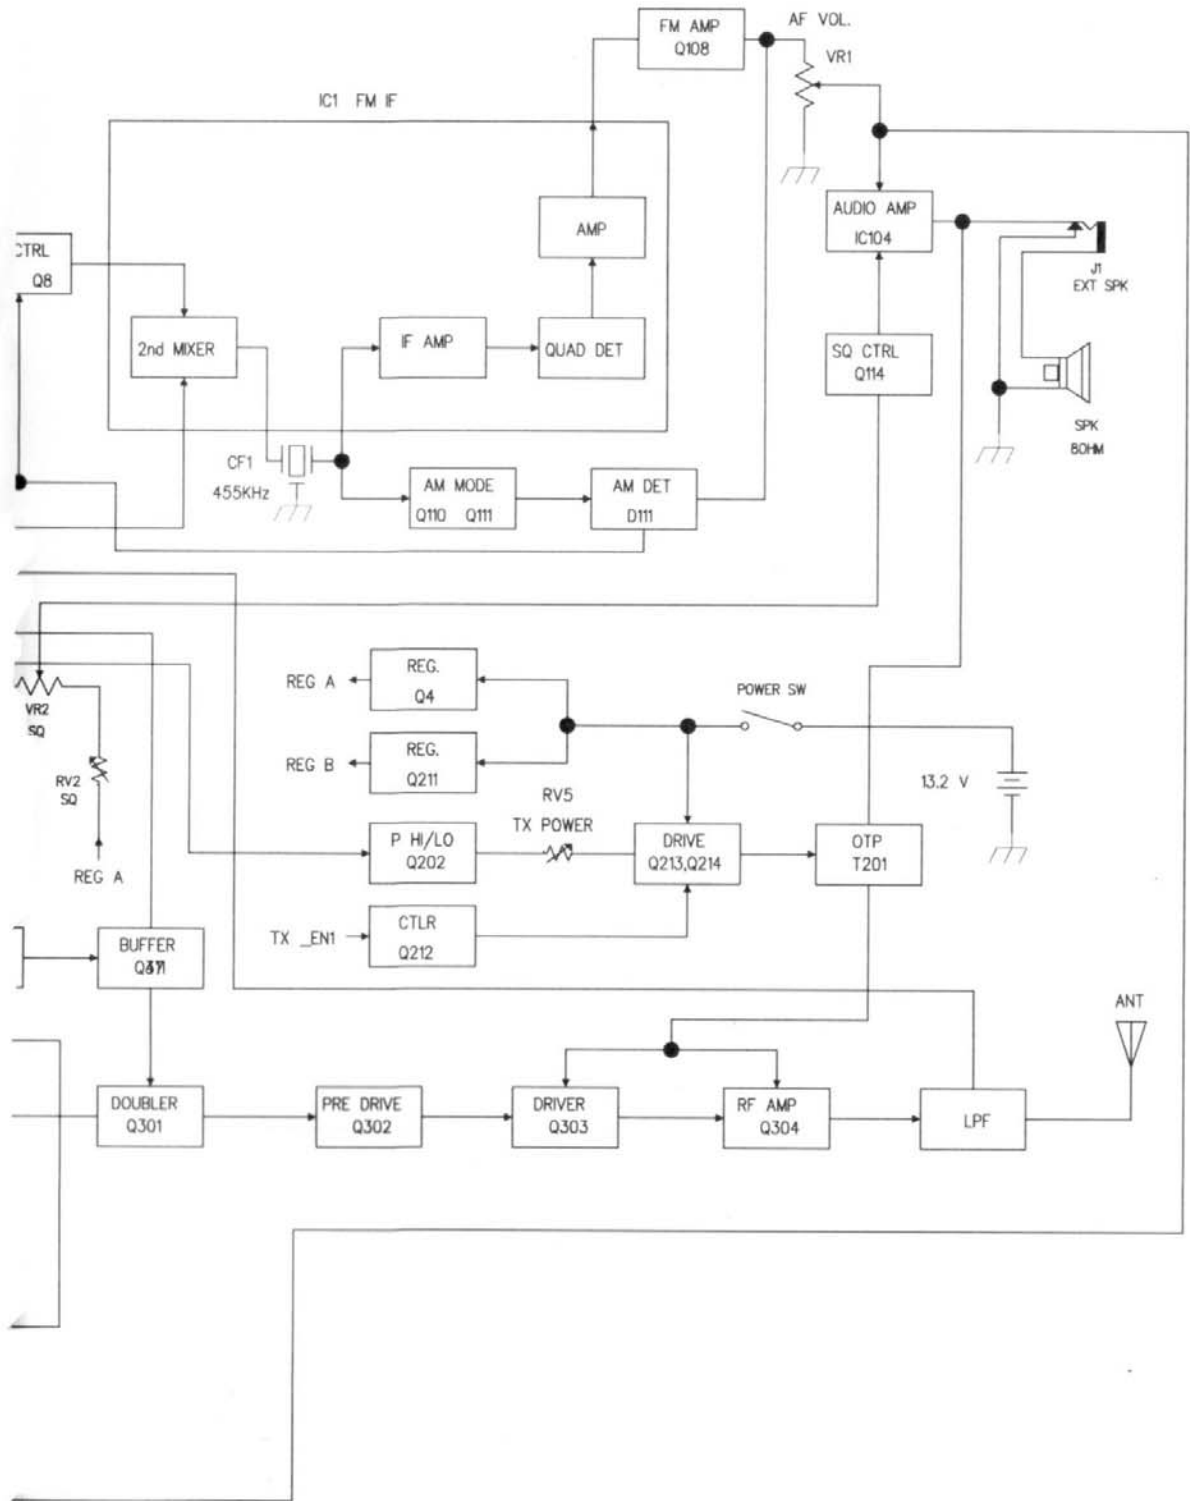 FM AMP
Q108
AF VOL.
VR1
IC1 FM IF
AMP
AUDIO AMP
IC104
CTRL
Q8
J1
EXT SPK
2nd MIXER
IF AMP
QUAD DET
SQ CTRL
Q114
SPK
8OHM
CF1
455KHz
AM MODE
Q110 Q111
AM DET
D111
REG A
REG.
Q4
POWER SW
VR2
SQ
REG B
REG.
Q211
RV2
SQ
13.2 V
RV5
TX POWER
P HI/LO
Q202
DRIVE
Q213,Q214
OTP
T201
REG A
TX _EN1
CTLR
Q212
BUFFER
ANT
DOUBLER
Q301
PRE DRIVE
Q302
DRIVER
Q303
RF AMP
Q304
LPF